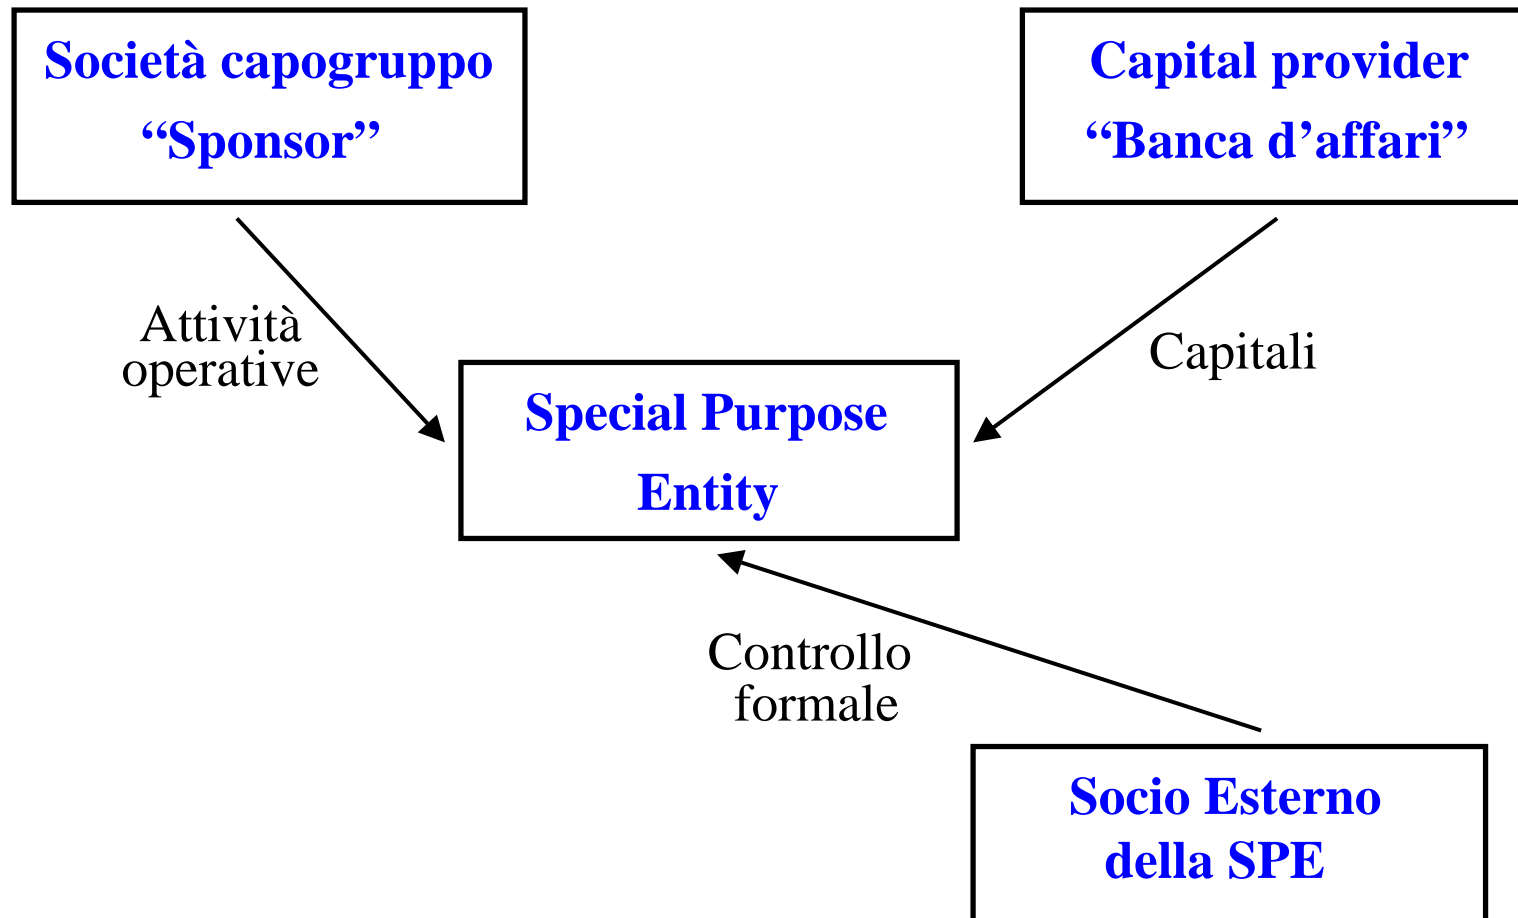 Società capogruppo
“Sponsor”
Capital provider
“Banca d’affari”
Attività
operative
Capitali
Special Purpose
Entity
Controllo
formale
Socio Esterno
della SPE